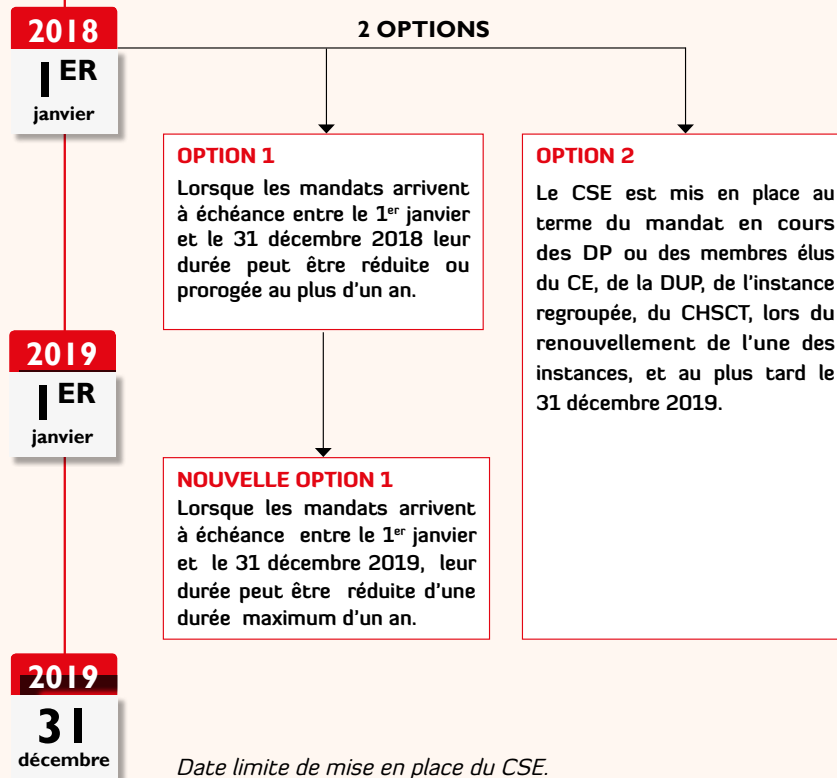 2018
1ER
janvier
2 OPTIONS
OPTION 1
Lorsque les mandats arrivent
à échéance entre le 1er janvier
et le 31 décembre 2018 leur
durée peut être réduite ou
prorogée au plus d'un an.
OPTION 2
Le CSE est mis en place au
terme du mandat en cours
des DP ou des membres élus
du CE, de la DUP, de l'instance
regroupée, du CHSCT, lors du
renouvellement de l'une des
instances, et au plus tard le
31 décembre 2019.
2019
1ER
janvier
NOUVELLE OPTION 1
Lorsque les mandats arrivent
à échéance entre le 1er janvier
et le 31 décembre 2019, leur
durée peut être réduite d'une
durée maximum d'un an.
2019
31
décembre
Date limite de mise en place du CSE.